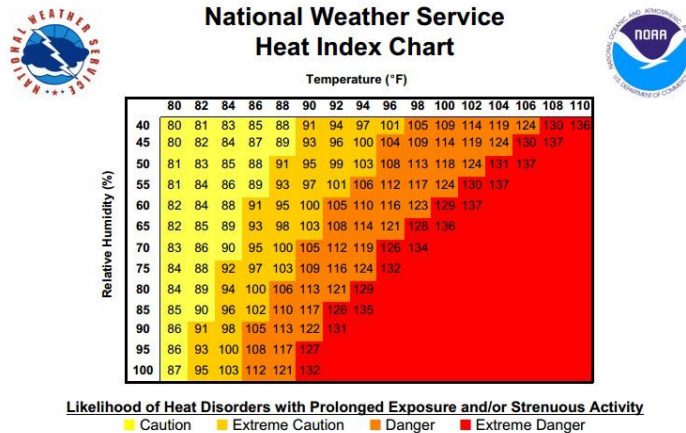 National Weather Service
Heat Index Chart
NATIONAL WEATHER SERVICE
NATIONAL OCEANIC AND ATMOSPHERIC
NOAA
U.S. DEPARTMENT OF COMMERCE
Temperature (°F)
80 82 84 86 88 90 92 94 96 98 100 102 104 106 108 110
Relative Humidity (%)
40 80 81 83 85 88 91 94 97 101 105 109 114 119 124 130 136
45 80 82 84 87 89 93 96 100 104 109 114 119 124 130 137
50 81 83 85 88 91 95 99 103 108 113 118 124 131 137
55 81 84 86 89 93 97 101 106 112 117 124 130 137
60 82 84 88 91 95 100 105 110 116 123 129 137
65 82 85 89 93 98 103 108 114 121 128 136
70 83 86 90 95 100 105 112 119 126 134
75 84 88 92 97 103 109 116 124 132
80 84 89 94 100 106 113 121 129
85 85 90 96 102 110 117 126 135
90 86 91 98 105 113 122 131
95 86 93 100 108 117 127
100 87 95 103 112 121 132
Likelihood of Heat Disorders with Prolonged Exposure and/or Strenuous Activity
Caution Extreme Caution Danger Extreme Danger